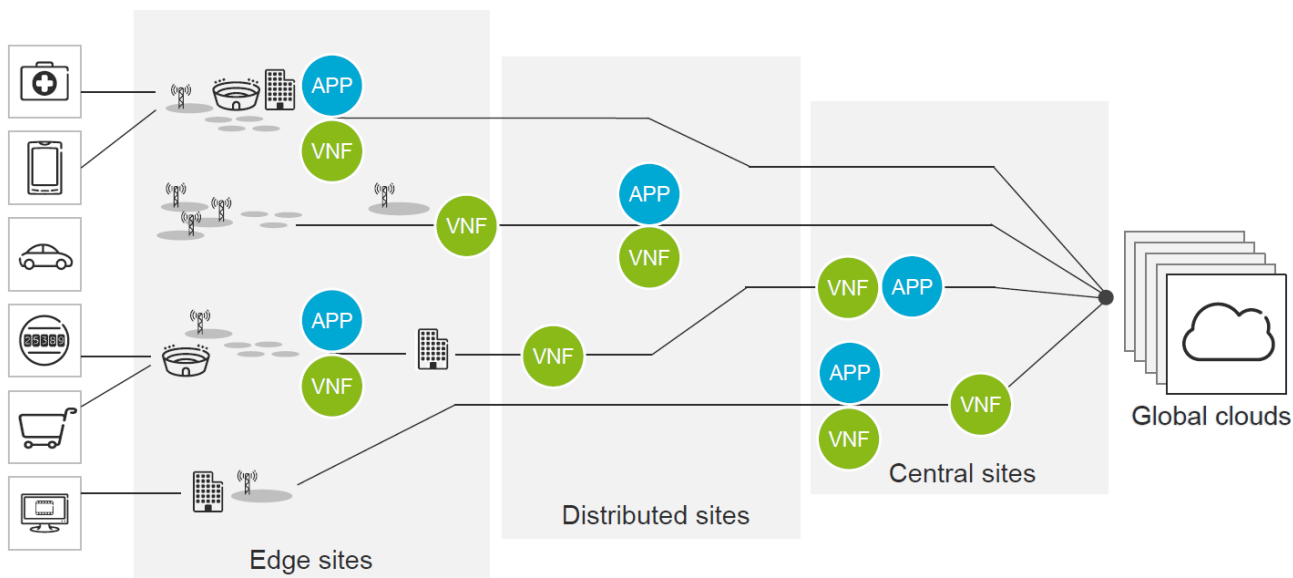 APP
VNF
VNF
APP
VNF
APP
VNF
VNF
VNF
APP
APP
VNF
VNF
25389
Edge sites
Distributed sites
Central sites
Global clouds